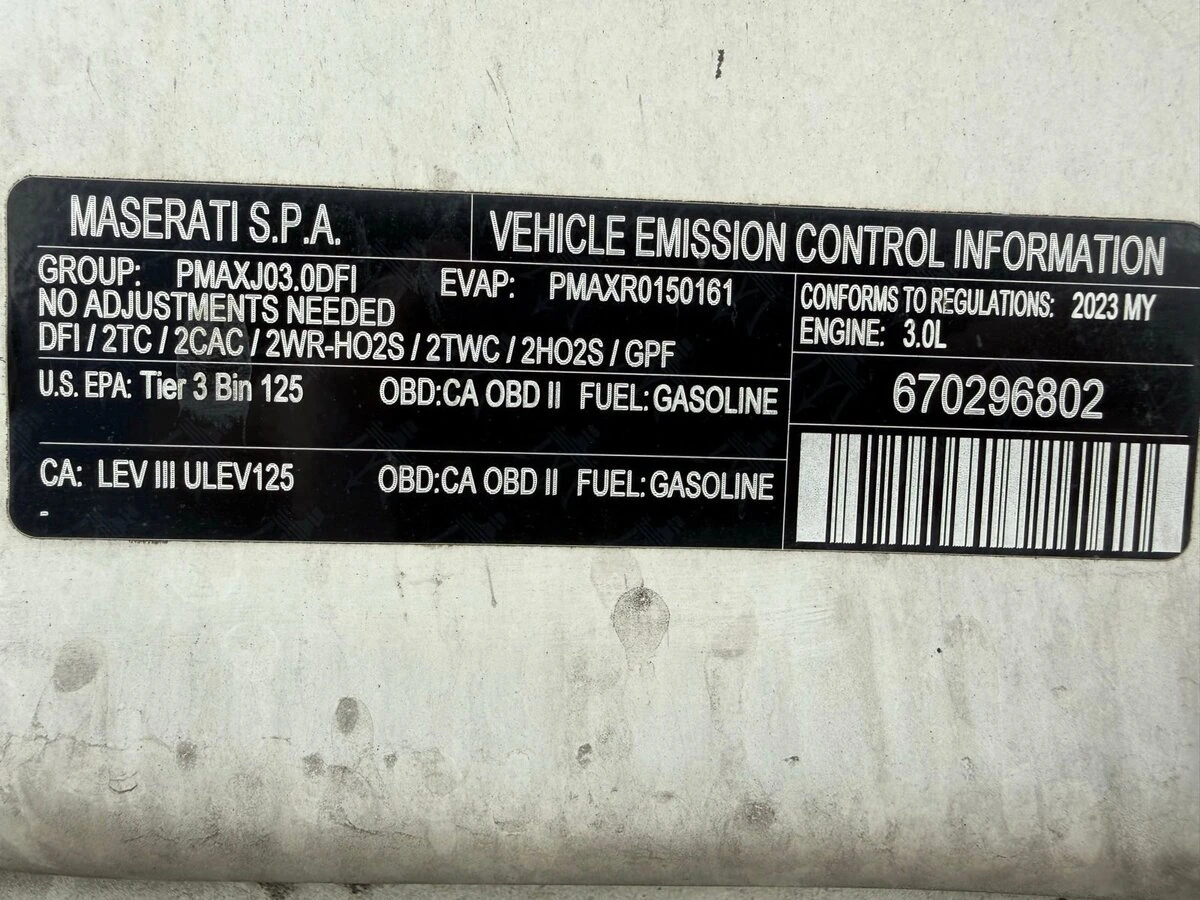 MASERATI S.P.A.
VEHICLE EMISSION CONTROL INFORMATION
GROUP: PMAXJ03.0DFI EVAP: PMAXR0150161
NO ADJUSTMENTS NEEDED
DFI / 2TC / 2CAC / 2WR-HO2S / 2TWC / 2HO2S / GPF
U.S. EPA: Tier 3 Bin 125 OBD:CA OBD II FUEL: GASOLINE
CA: LEV III ULEV125 OBD:CA OBD II FUEL: GASOLINE
-
CONFORMS TO REGULATIONS: 2023 MY
ENGINE: 3.0L
670296802